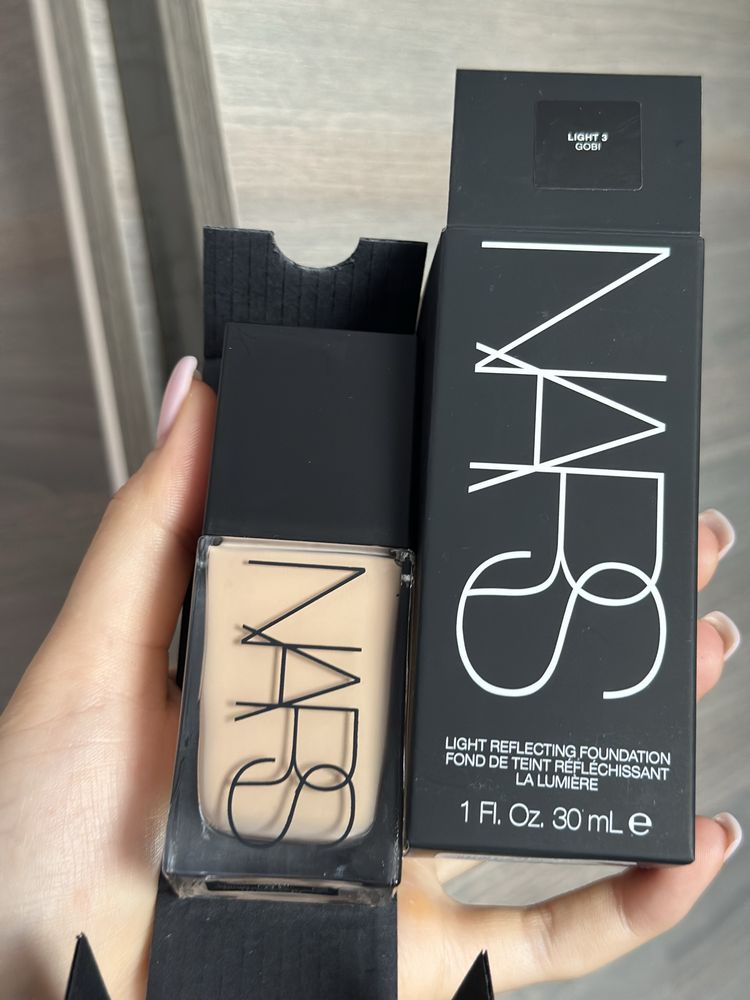 LIGHT 3
GOBI
NARS
LIGHT REFLECTING FOUNDATION
FOND DE TEINT RÉFLÉCHISSANT
LA LUMIÈRE
1 Fl. Oz. 30 mL e
NARS